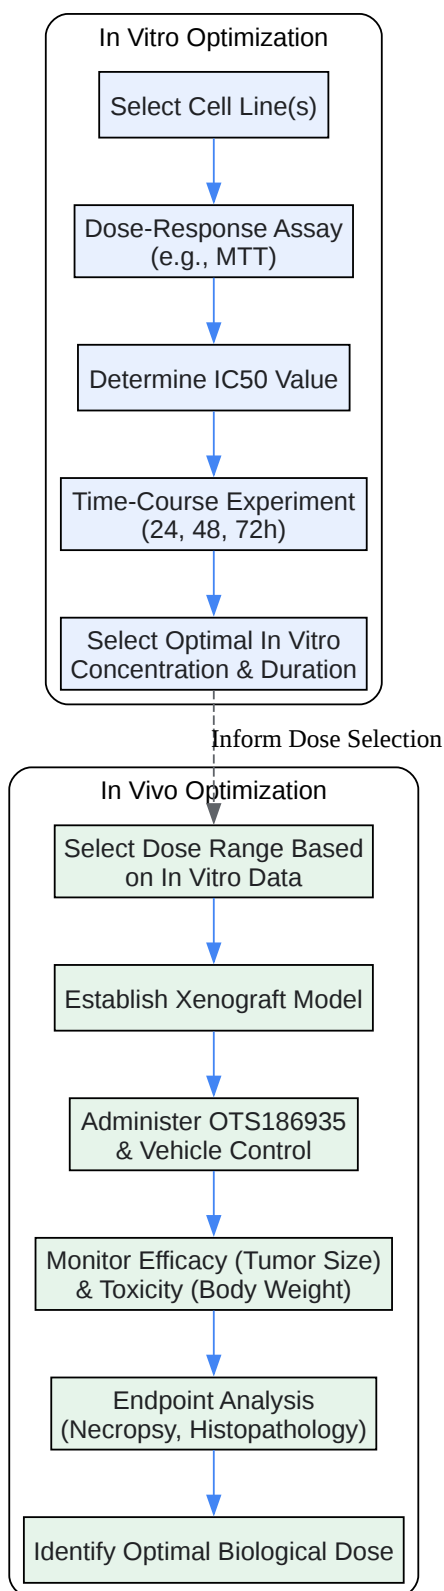 In Vitro Optimization
Select Cell Line(s)
Dose-Response Assay
(e.g., MTT)
Determine IC50 Value
Time-Course Experiment
(24, 48, 72h)
Select Optimal In Vitro
Concentration & Duration
Inform Dose Selection
In Vivo Optimization
Select Dose Range Based
on In Vitro Data
Establish Xenograft Model
Administer OTS186935
& Vehicle Control
Monitor Efficacy (Tumor Size)
& Toxicity (Body Weight)
Endpoint Analysis
(Necropsy, Histopathology)
Identify Optimal Biological Dose